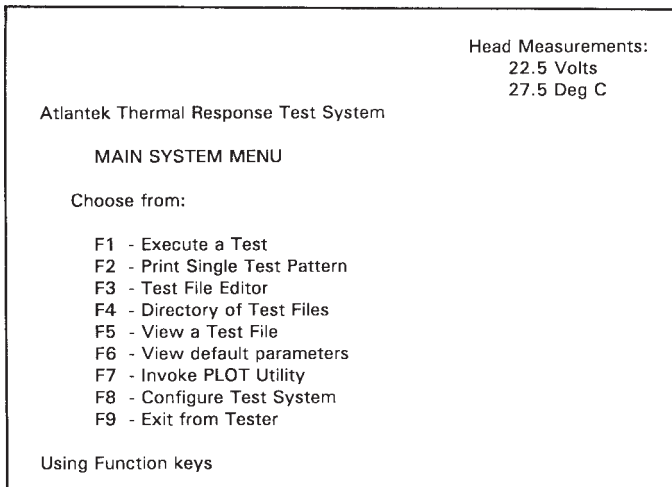 Head Measurements:
22.5 Volts
27.5 Deg C
Atlantek Thermal Response Test System
MAIN SYSTEM MENU
Choose from:
F1 - Execute a Test
F2 - Print Single Test Pattern
F3 - Test File Editor
F4 - Directory of Test Files
F5 - View a Test File
F6 - View default parameters
F7 - Invoke PLOT Utility
F8 - Configure Test System
F9 - Exit from Tester
Using Function keys